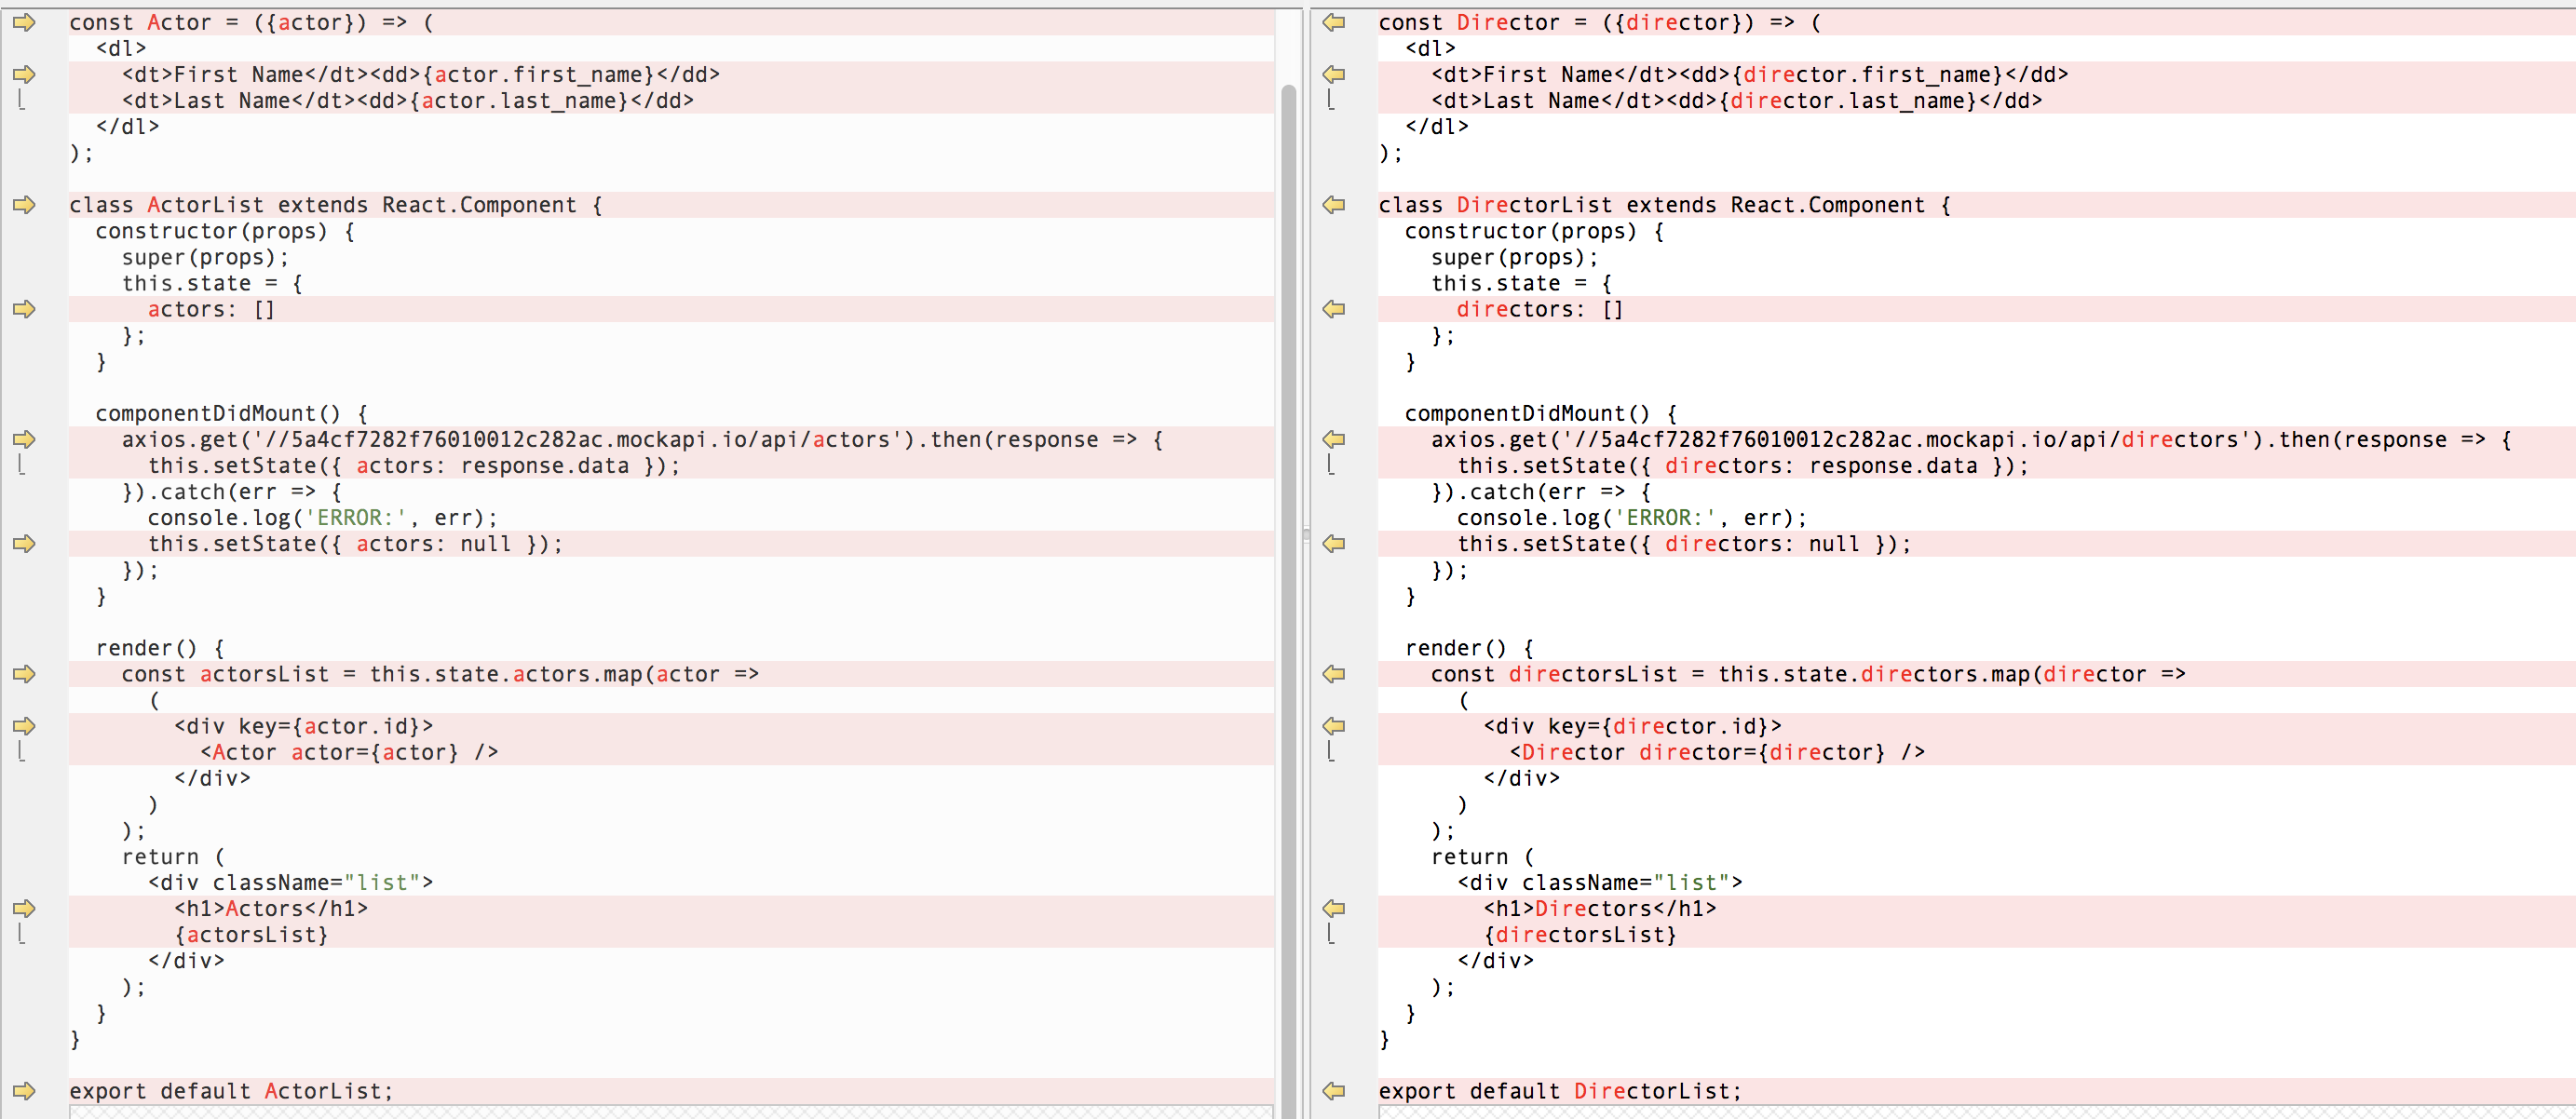 const Actor = ({actor}) => (
  <dl>
    <dt>First Name</dt><dd>{actor.first_name}</dd>
    <dt>Last Name</dt><dd>{actor.last_name}</dd>
  </dl>
);

class ActorList extends React.Component {
  constructor(props) {
    super(props);
    this.state = {
      actors: []
    };
  }

  componentDidMount() {
    axios.get('//5a4cf7282f76010012c282ac.mockapi.io/api/actors').then(response => {
      this.setState({ actors: response.data });
    }).catch(err => {
      console.log('ERROR:', err);
      this.setState({ actors: null });
    });
  }

  render() {
    const actorsList = this.state.actors.map(actor =>
      (
        <div key={actor.id}>
          <Actor actor={actor} />
        </div>
      )
    );
    return (
      <div className="list">
        <h1>Actors</h1>
        {actorsList}
      </div>
    );
  }
}

export default ActorList;
const Director = ({director}) => (
  <dl>
    <dt>First Name</dt><dd>{director.first_name}</dd>
    <dt>Last Name</dt><dd>{director.last_name}</dd>
  </dl>
);

class DirectorList extends React.Component {
  constructor(props) {
    super(props);
    this.state = {
      directors: []
    };
  }

  componentDidMount() {
    axios.get('//5a4cf7282f76010012c282ac.mockapi.io/api/directors').then(response => {
      this.setState({ directors: response.data });
    }).catch(err => {
      console.log('ERROR:', err);
      this.setState({ directors: null });
    });
  }

  render() {
    const directorsList = this.state.directors.map(director =>
      (
        <div key={director.id}>
          <Director director={director} />
        </div>
      )
    );
    return (
      <div className="list">
        <h1>Directors</h1>
        {directorsList}
      </div>
    );
  }
}

export default DirectorList;